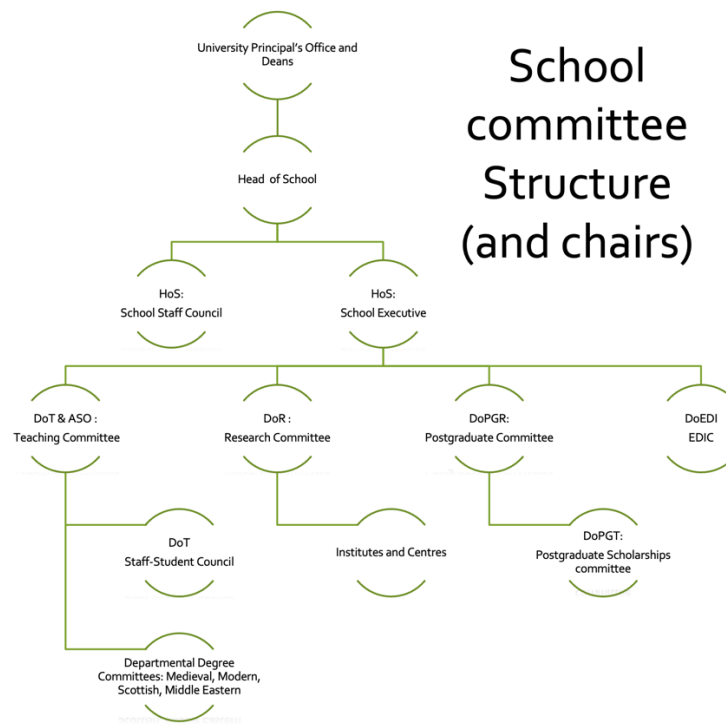 School
committee
Structure
(and chairs)
University Principal's Office and
Deans
Head of School
HoS:
School Staff Council
HoS:
School Executive
DoT & ASO :
Teaching Committee
DoR :
Research Committee
DoPGR:
Postgraduate Committee
DoEDI
EDIC
DoT
Staff-Student Council
Institutes and Centres
DoPGT:
Postgraduate Scholarships
committee
Departmental Degree
Committees: Medieval, Modern,
Scottish, Middle Eastern